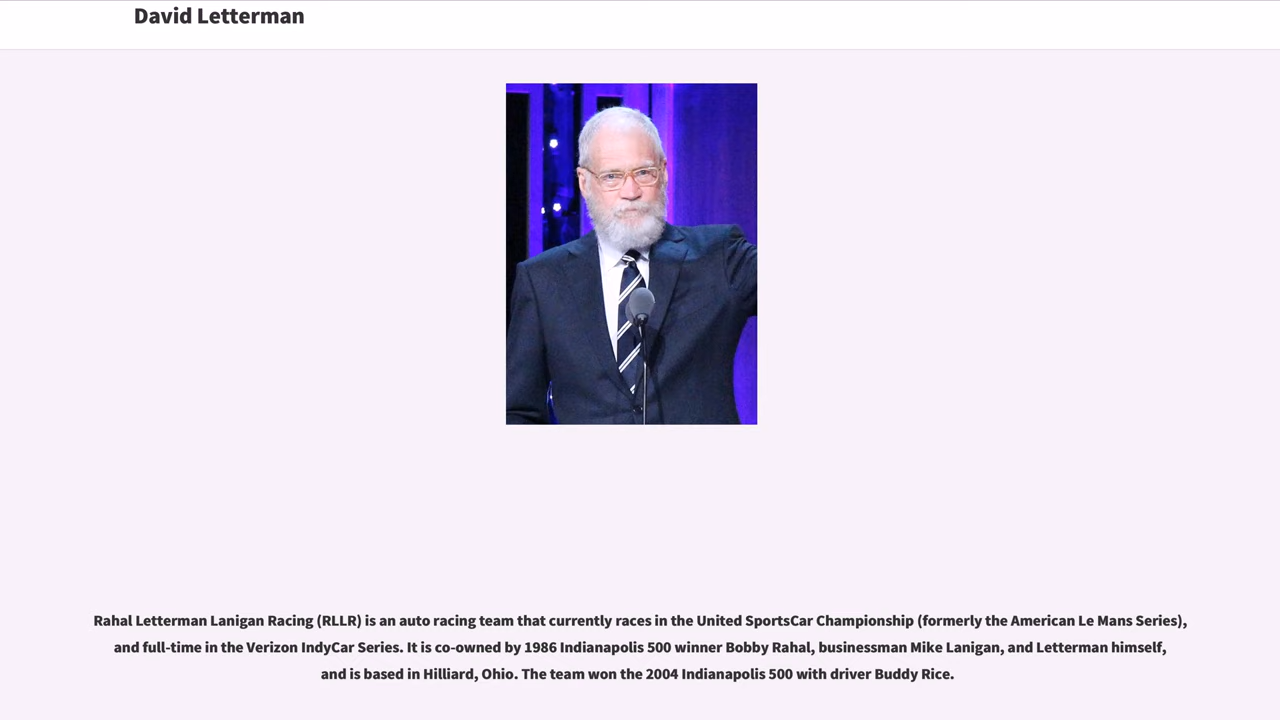 David Letterman
Rahal Letterman Lanigan Racing (RLLR) is an auto racing team that currently races in the United SportsCar Championship (formerly the American Le Mans Series),
and full-time in the Verizon IndyCar Series. It is co-owned by 1986 Indianapolis 500 winner Bobby Rahal, businessman Mike Lanigan, and Letterman himself,
and is based in Hilliard, Ohio. The team won the 2004 Indianapolis 500 with driver Buddy Rice.